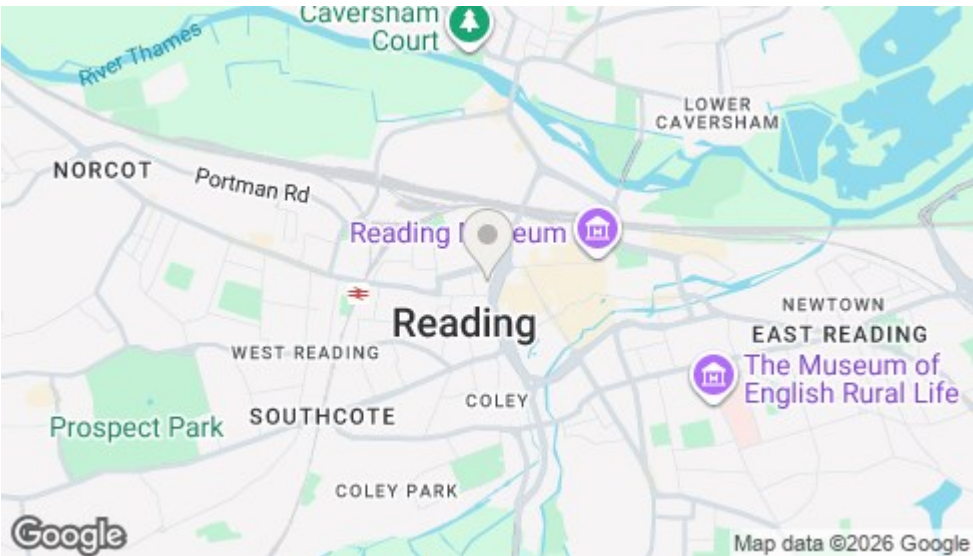 Caversham
Court
River Thames
LOWER
CAVERSHAM
NORCOT
Portman Rd
Reading M eum
Reading
NEWTOWN
EAST READING
WEST READING
The Museum of
English Rural Life
COLEY
SOUTHCOTE
Prospect Park
COLEY PARK
Google
Map data ©2026 Google